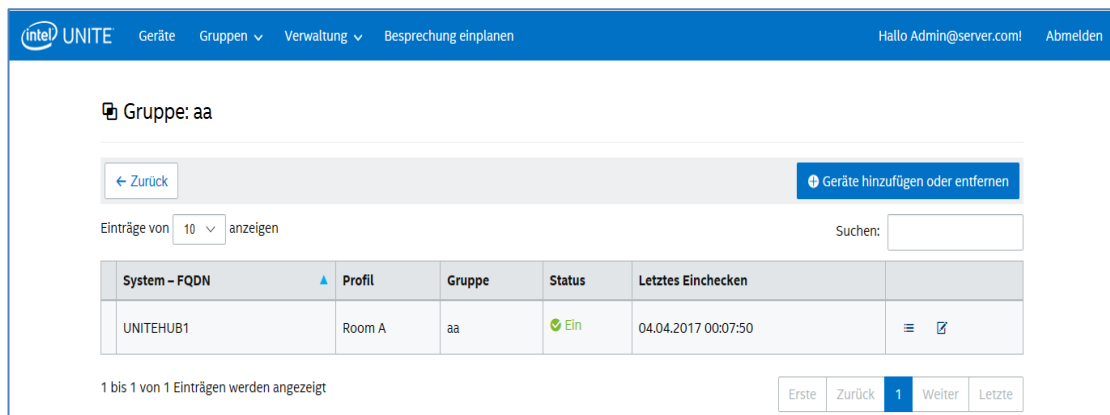 intel UNITE Geräte Gruppen Verwaltung Besprechung einplanen Hallo Admin@server.com! Abmelden
Gruppe: aa
← Zurück Geräte hinzufügen oder entfernen
Einträge von 10 anzeigen Suchen:
System – FQDN Profil Gruppe Status Letztes Einchecken
UNITEHUB1 Room A aa Ein 04.04.2017 00:07:50
1 bis 1 von 1 Einträgen werden angezeigt
Erste Zurück 1 Weiter Letzte